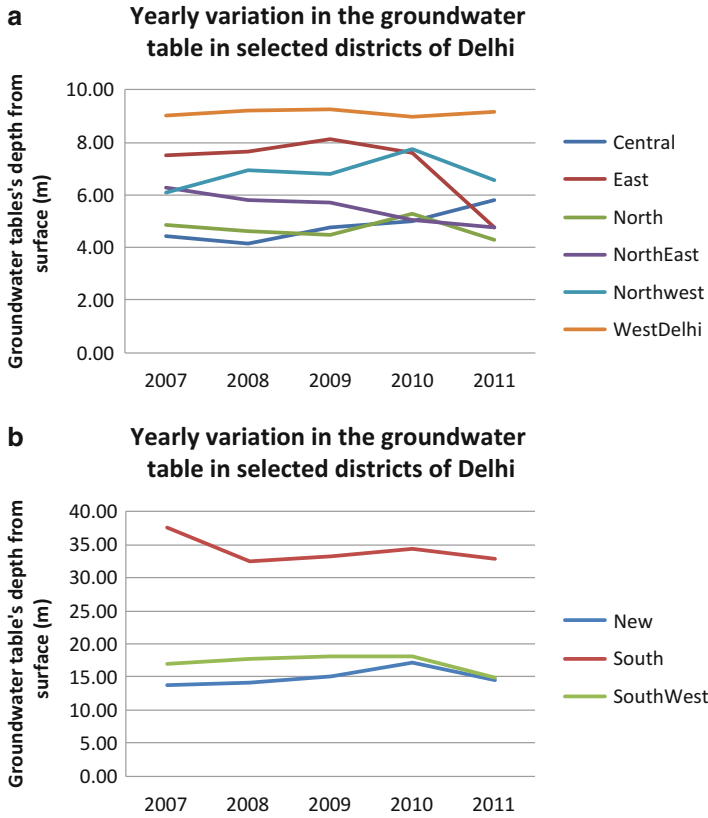 a
Yearly variation in the groundwater
table in selected districts of Delhi
Groundwater tables's depth from
surface (m)
10.00
8.00
6.00
4.00
2.00
0.00
2007 2008 2009 2010 2011
Central
East
North
NorthEast
Northwest
WestDelhi
b
Yearly variation in the groundwater
table in selected districts of Delhi
Groundwater table's depth from
surface (m)
40.00
35.00
30.00
25.00
20.00
15.00
10.00
5.00
0.00
2007 2008 2009 2010 2011
New
South
SouthWest